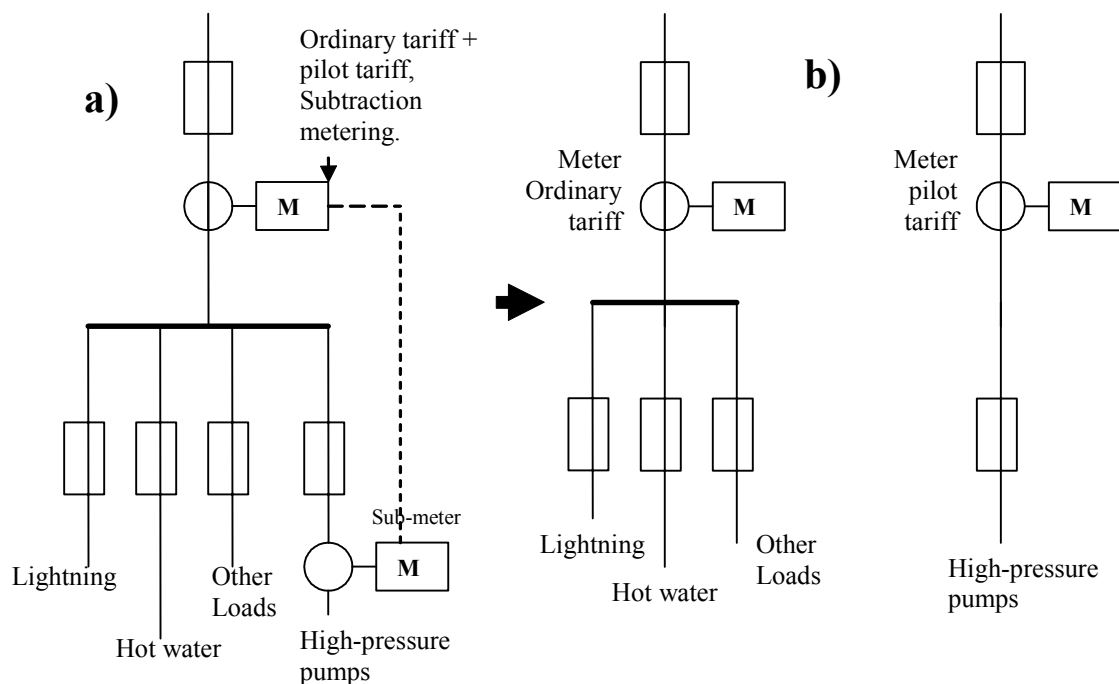 a)
Ordinary tariff +
pilot tariff,
Subtraction
metering.
M
Sub-meter
M
Lightning
Hot water
Other
Loads
High-pressure
pumps
b)
Meter
Ordinary
tariff
M
Lightning
Hot water
Other
Loads
Meter
pilot
tariff
M
High-pressure
pumps